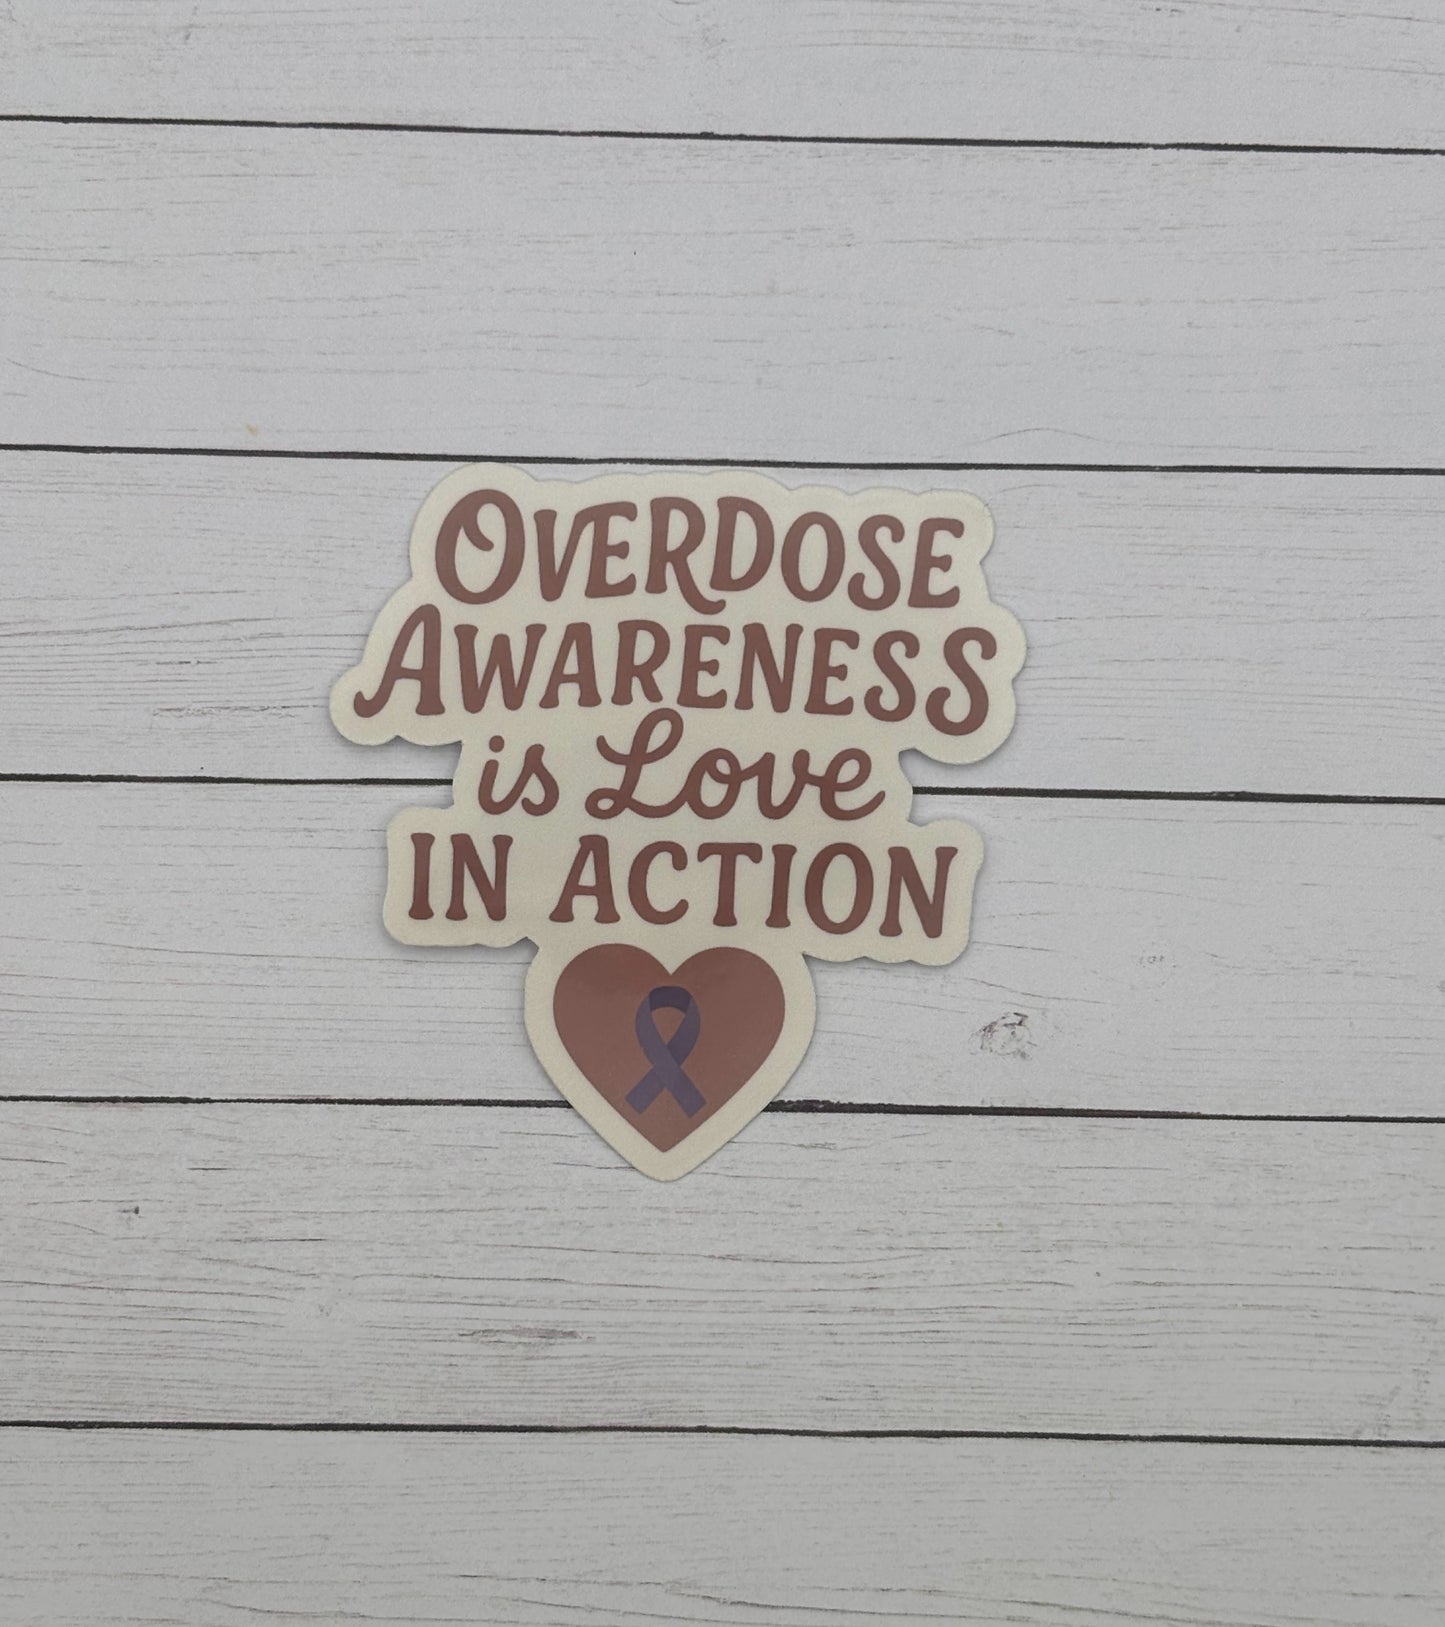 OVERDOSE
AWARENESS
is Love
IN ACTION